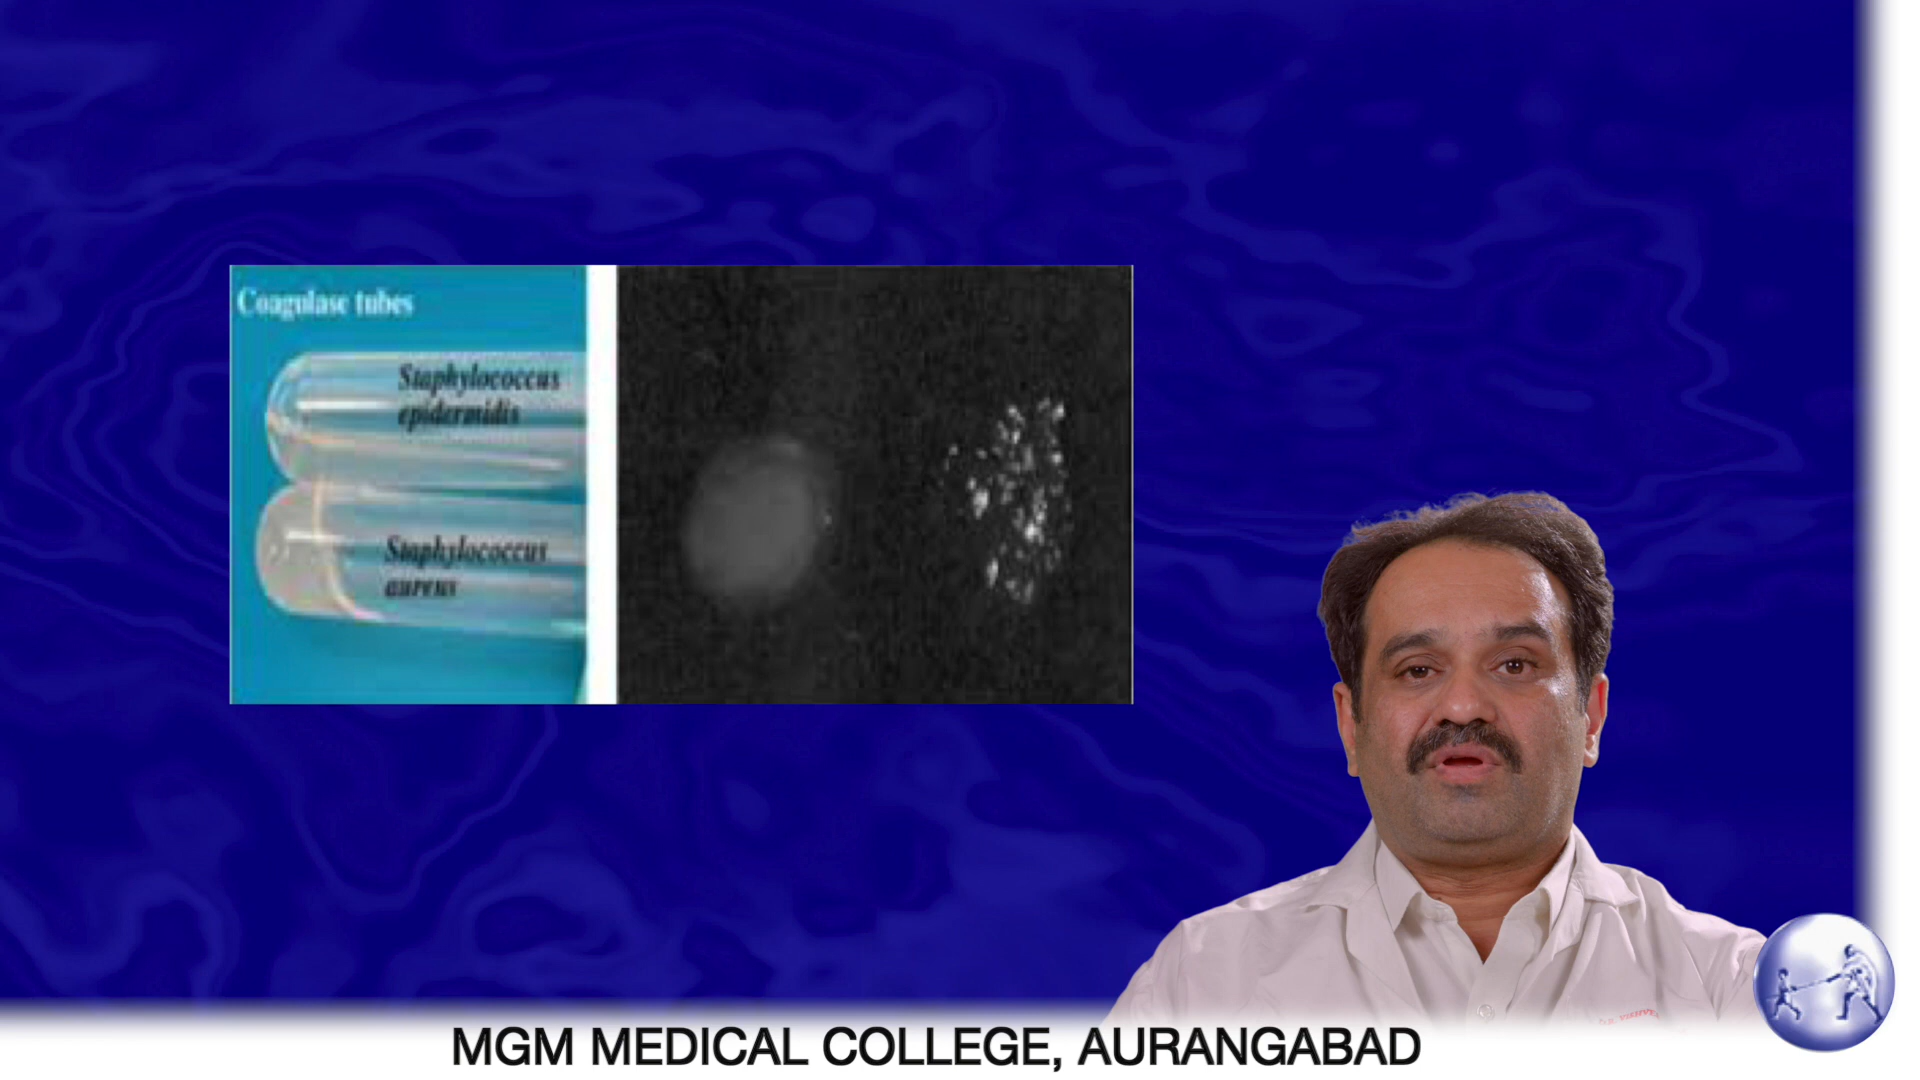 Coagulase tubes
Staphylococcus
epidermidis
Staphylococcus
aureus
MGM MEDICAL COLLEGE, AURANGABAD